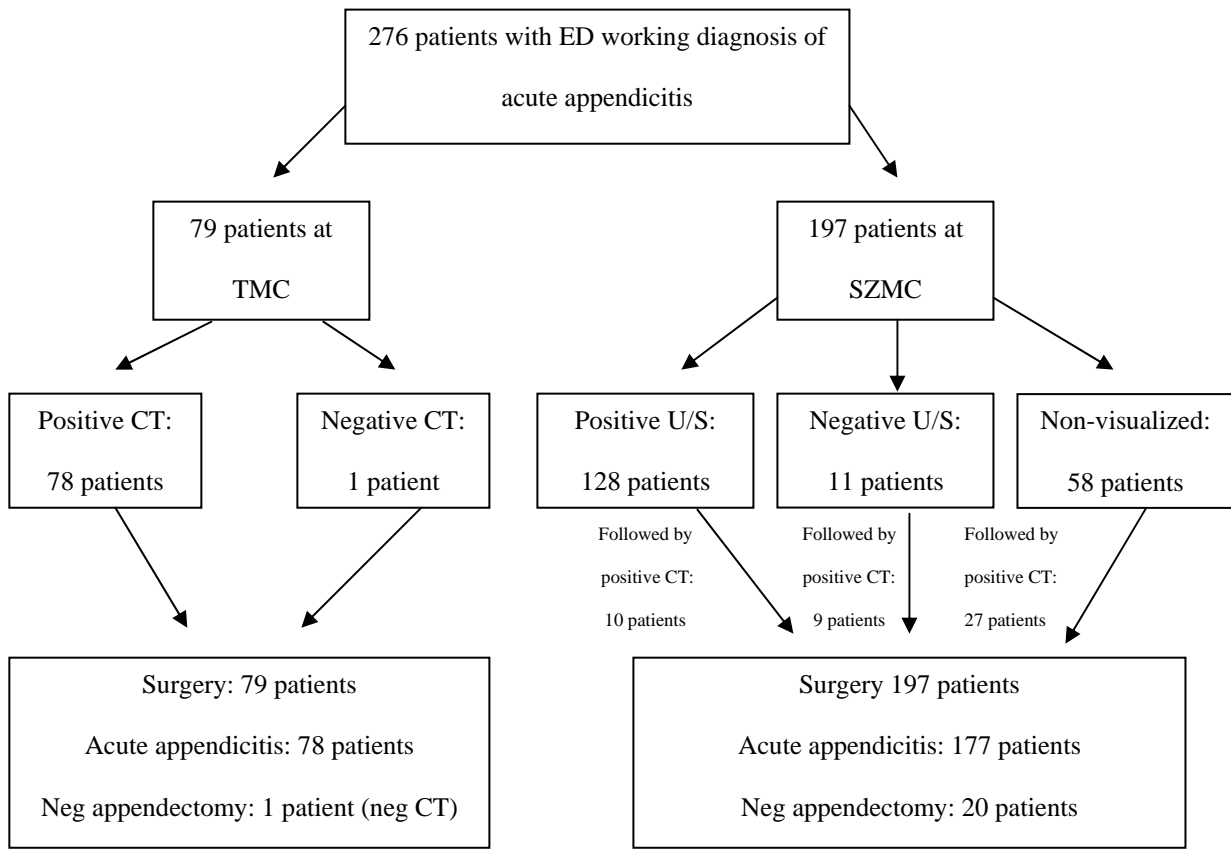 276 patients with ED working diagnosis of
acute appendicitis
79 patients at
TMC
197 patients at
SZMC
Positive CT:
78 patients
Negative CT:
1 patient
Positive U/S:
128 patients
Negative U/S:
11 patients
Non-visualized:
58 patients
Followed by
positive CT:
10 patients
Followed by
positive CT:
9 patients
Followed by
positive CT:
27 patients
Surgery: 79 patients
Acute appendicitis: 78 patients
Neg appendectomy: 1 patient (neg CT)
Surgery 197 patients
Acute appendicitis: 177 patients
Neg appendectomy: 20 patients